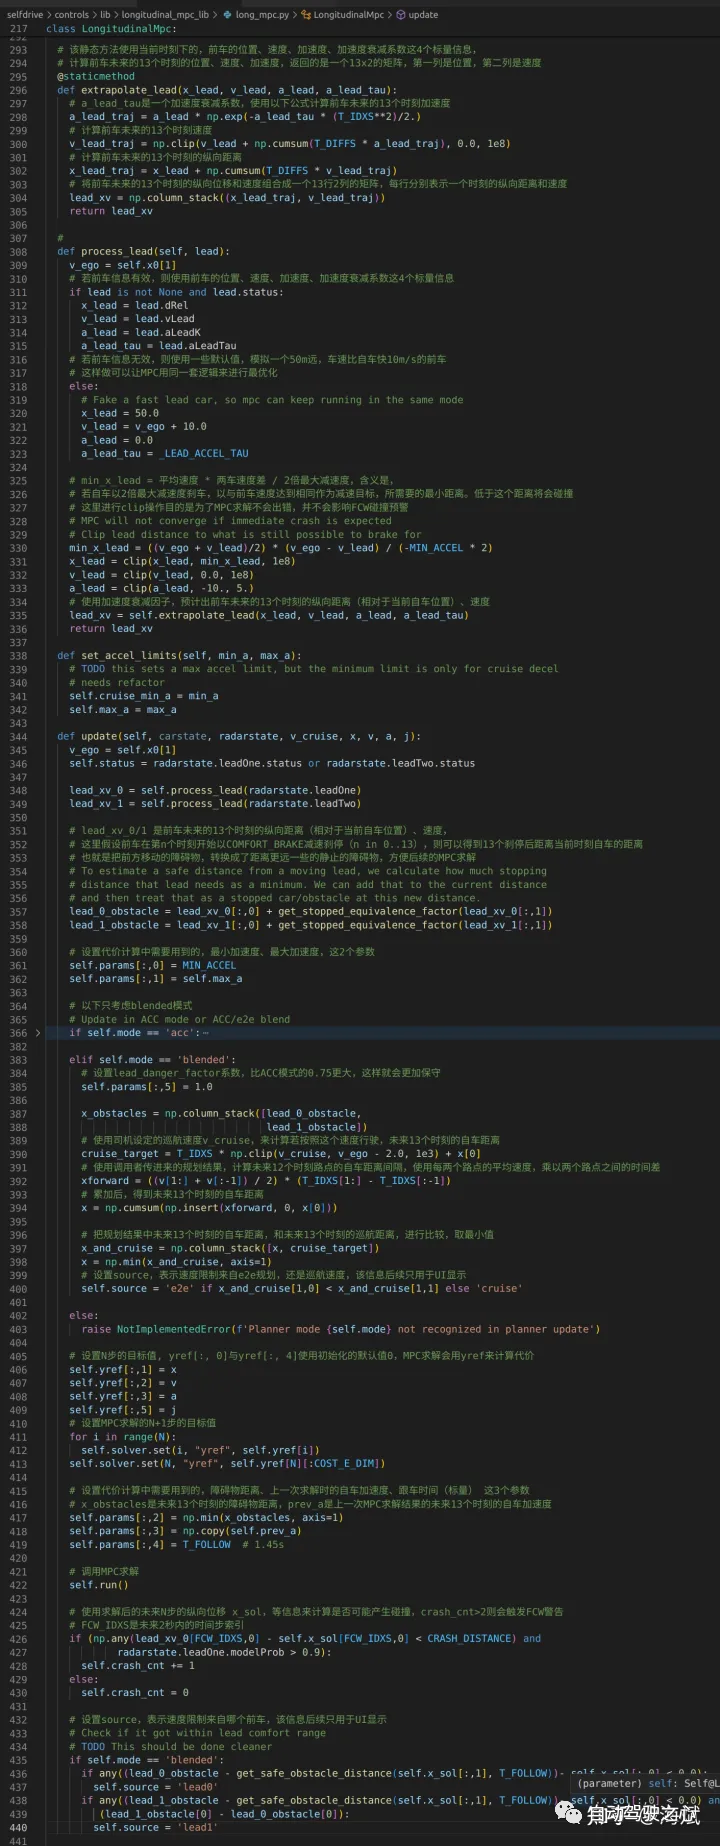 selfdrive > controls > lib > longitudinal_mpc_lib > long_mpc.py > LongitudinalMpc > update
217 class LongitudinalMpc:
292
293 # 该静态方法使用当前时刻下的，前车的位置、速度、加速度、加速度衰减系数这4个标量信息，
294 # 计算前车未来的13个时刻的位置、速度、加速度，返回的是一个13x2的矩阵，第一列是位置，第二列是速度
295 @staticmethod
296 def extrapolate_lead(x_lead, v_lead, a_lead, a_lead_tau):
297 # a_lead_tau是一个加速度衰减系数，使用以下公式计算前车未来的13个时刻加速度
298 a_lead_traj = a_lead * np.exp(-a_lead_tau * (T_IDXS**2)/2.)
299 # 计算前车未来的13个时刻速度
300 v_lead_traj = np.clip(v_lead + np.cumsum(T_DIFFS * a_lead_traj), 0.0, 1e8)
301 # 计算前车未来的13个时刻的纵向距离
302 x_lead_traj = x_lead + np.cumsum(T_DIFFS * v_lead_traj)
303 # 将前车未来的13个时刻的纵向位移和速度组合成一个13行2列的矩阵，每行分别表示一个时刻的纵向距离和速度
304 lead_xv = np.column_stack((x_lead_traj, v_lead_traj))
305 return lead_xv
306
307 #
308 def process_lead(self, lead):
309 v_ego = self.x0[1]
310 # 若前车信息有效，则使用前车的位置、速度、加速度、加速度衰减系数这4个标量信息
311 if lead is not None and lead.status:
312 x_lead = lead.dRel
313 v_lead = lead.vLead
314 a_lead = lead.aLeadK
315 a_lead_tau = lead.aLeadTau
316 # 若前车信息无效，则使用一些默认值，模拟一个50m远，车速比自车快10m/s的前车
317 # 这样做可以让MPC用同一套逻辑来进行最优化
318 else:
319 # Fake a fast lead car, so mpc can keep running in the same mode
320 x_lead = 50.0
321 v_lead = v_ego + 10.0
322 a_lead = 0.0
323 a_lead_tau = _LEAD_ACCEL_TAU
324
325 # min_x_lead = 平均速度 * 两车速度差 / 2倍最大减速度，含义是，
326 # 若自车以2倍最大减速度刹车，以与前车速度达到相同作为减速目标，所需要的最小距离。低于这个距离将会碰撞
327 # 这里进行clip操作目的是为了MPC求解不会出错，并不会影响FCW碰撞预警
328 # MPC will not converge if immediate crash is expected
329 # Clip lead distance to what is still possible to brake for
330 min_x_lead = ((v_ego + v_lead)/2) * (v_ego - v_lead) / (-MIN_ACCEL * 2)
331 x_lead = clip(x_lead, min_x_lead, 1e8)
332 v_lead = clip(v_lead, 0.0, 1e8)
333 a_lead = clip(a_lead, -10., 5.)
334 # 使用加速度衰减因子，预计出前车未来的13个时刻的纵向距离（相对于当前自车位置）、速度
335 lead_xv = self.extrapolate_lead(x_lead, v_lead, a_lead, a_lead_tau)
336 return lead_xv
337
338 def set_accel_limits(self, min_a, max_a):
339 # TODO this sets a max accel limit, but the minimum limit is only for cruise decel
340 # needs refactor
341 self.cruise_min_a = min_a
342 self.max_a = max_a
343
344 def update(self, carstate, radarstate, v_cruise, x, v, a, j):
345 v_ego = self.x0[1]
346 self.status = radarstate.leadOne.status or radarstate.leadTwo.status
347
348 lead_xv_0 = self.process_lead(radarstate.leadOne)
349 lead_xv_1 = self.process_lead(radarstate.leadTwo)
350
351 # lead_xv_0/1 是前车未来的13个时刻的纵向距离（相对于当前自车位置）、速度，
352 # 这里假设前车在第n个时刻开始以COMFORT_BRAKE减速刹停（n in 0..13），则可以得到13个刹停后距离当前时刻自车的距离
353 # 也就是把前方移动的障碍物，转换成了距离更远一些的静止的障碍物，方便后续的MPC求解
354 # To estimate a safe distance from a moving lead, we calculate how much stopping
355 # distance that lead needs as a minimum. We can add that to the current distance
356 # and then treat that as a stopped car/obstacle at this new distance.
357 lead_0_obstacle = lead_xv_0[:,0] + get_stopped_equivalence_factor(lead_xv_0[:,1])
358 lead_1_obstacle = lead_xv_1[:,0] + get_stopped_equivalence_factor(lead_xv_1[:,1])
359
360 # 设置代价计算中需要用到的，最小加速度、最大加速度，这2个参数
361 self.params[:,0] = MIN_ACCEL
362 self.params[:,1] = self.max_a
363
364 # 以下只考虑blended模式
365 # Update in ACC mode or ACC/e2e blend
366 > if self.mode == 'acc':⋯
382
383 elif self.mode == 'blended':
384 # 设置lead_danger_factor系数，比ACC模式的0.75更大，这样就会更加保守
385 self.params[:,5] = 1.0
386
387 x_obstacles = np.column_stack([lead_0_obstacle,
388 lead_1_obstacle])
389 # 使用司机设定的巡航速度v_cruise，来计算若按照这个速度行驶，未来13个时刻的自车距离
390 cruise_target = T_IDXS * np.clip(v_cruise, v_ego - 2.0, 1e3) + x[0]
391 # 使用调用者传进来的规划结果，计算未来12个时刻路点的自车距离间隔，使用每两个路点的平均速度，乘以两个路点之间的时间差
392 xforward = ((v[1:] + v[:-1]) / 2) * (T_IDXS[1:] - T_IDXS[:-1])
393 # 累加后，得到未来13个时刻的自车距离
394 x = np.cumsum(np.insert(xforward, 0, x[0]))
395
396 # 把规划结果中未来13个时刻的自车距离，和未来13个时刻的巡航距离，进行比较，取最小值
397 x_and_cruise = np.column_stack([x, cruise_target])
398 x = np.min(x_and_cruise, axis=1)
399 # 设置source，表示速度限制来自e2e规划，还是巡航速度，该信息后续只用于UI显示
400 self.source = 'e2e' if x_and_cruise[1,0] < x_and_cruise[1,1] else 'cruise'
401
402 else:
403 raise NotImplementedError(f'Planner mode {self.mode} not recognized in planner update')
404
405 # 设置N步的目标值, yref[:, 0]与yref[:, 4]使用初始化的默认值0，MPC求解会用yref来计算代价
406 self.yref[:,1] = x
407 self.yref[:,2] = v
408 self.yref[:,3] = a
409 self.yref[:,5] = j
410 # 设置MPC求解的N+1步的目标值
411 for i in range(N):
412 self.solver.set(i, "yref", self.yref[i])
413 self.solver.set(N, "yref", self.yref[N][:COST_E_DIM])
414
415 # 设置代价计算中需要用到的，障碍物距离、上一次求解时的自车加速度、跟车时间（标量） 这3个参数
416 # x_obstacles是未来13个时刻的障碍物距离，prev_a是上一次MPC求解结果的未来13个时刻的自车加速度
417 self.params[:,2] = np.min(x_obstacles, axis=1)
418 self.params[:,3] = np.copy(self.prev_a)
419 self.params[:,4] = T_FOLLOW # 1.45s
420
421 # 调用MPC求解
422 self.run()
423
424 # 使用求解后的未来N步的纵向位移 x_sol，等信息来计算是否可能产生碰撞，crash_cnt>2则会触发FCW警告
425 # FCW_IDXS是未来2秒内的时间步索引
426 if (np.any(lead_xv_0[FCW_IDXS,0] - self.x_sol[FCW_IDXS,0] < CRASH_DISTANCE) and
427 radarstate.leadOne.modelProb > 0.9):
428 self.crash_cnt += 1
429 else:
430 self.crash_cnt = 0
431
432 # 设置source，表示速度限制来自哪个前车，该信息后续只用于UI显示
433 # Check if it got within lead comfort range
434 # TODO This should be done cleaner
435 if self.mode == 'blended':
436 if any((lead_0_obstacle - get_safe_obstacle_distance(self.x_sol[:,1], T_FOLLOW))- self.x_sol[:,0] < 0.0):
437 self.source = 'lead0' (parameter) self: Self@L
438 if any((lead_1_obstacle - get_safe_obstacle_distance(self.x_sol[:,1], T_FOLLOW))- self.x_sol[:,0] < 0.0) an
439 (lead_1_obstacle[0] - lead_0_obstacle[0]):
440 self.source = 'lead1'
441